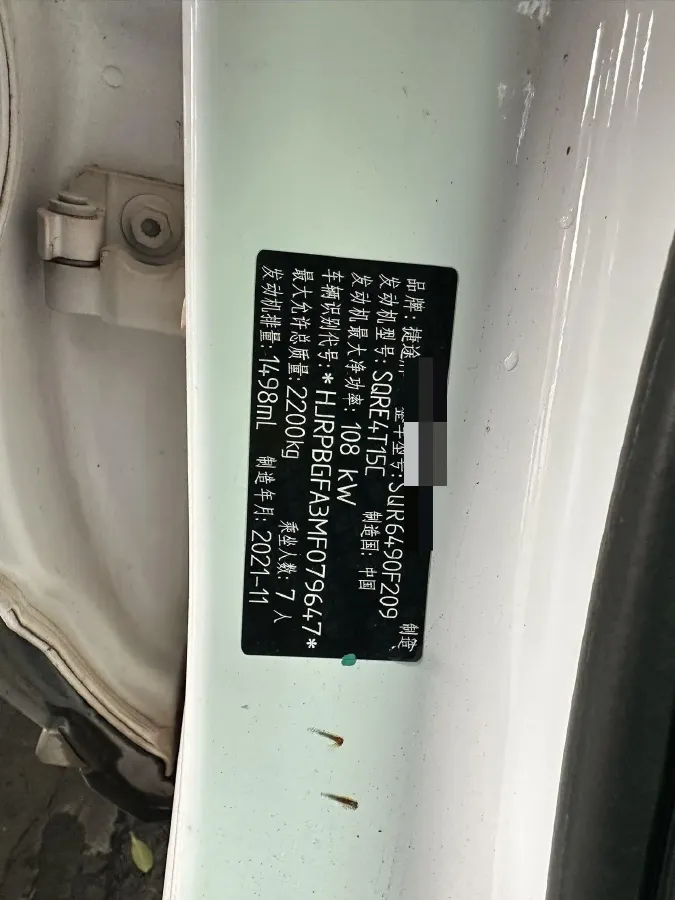 品牌:捷途牌 制造
发动机型号:SQRE4T15C 整车型号:SQR6490F209
发动机最大净功率:108 kW 制造国:中国
车辆识别代号:*HJRPBGFA3MF079647*
最大允许总质量:2200kg 乘坐人数:7人
发动机排量:1498mL 制造年月:2021-11